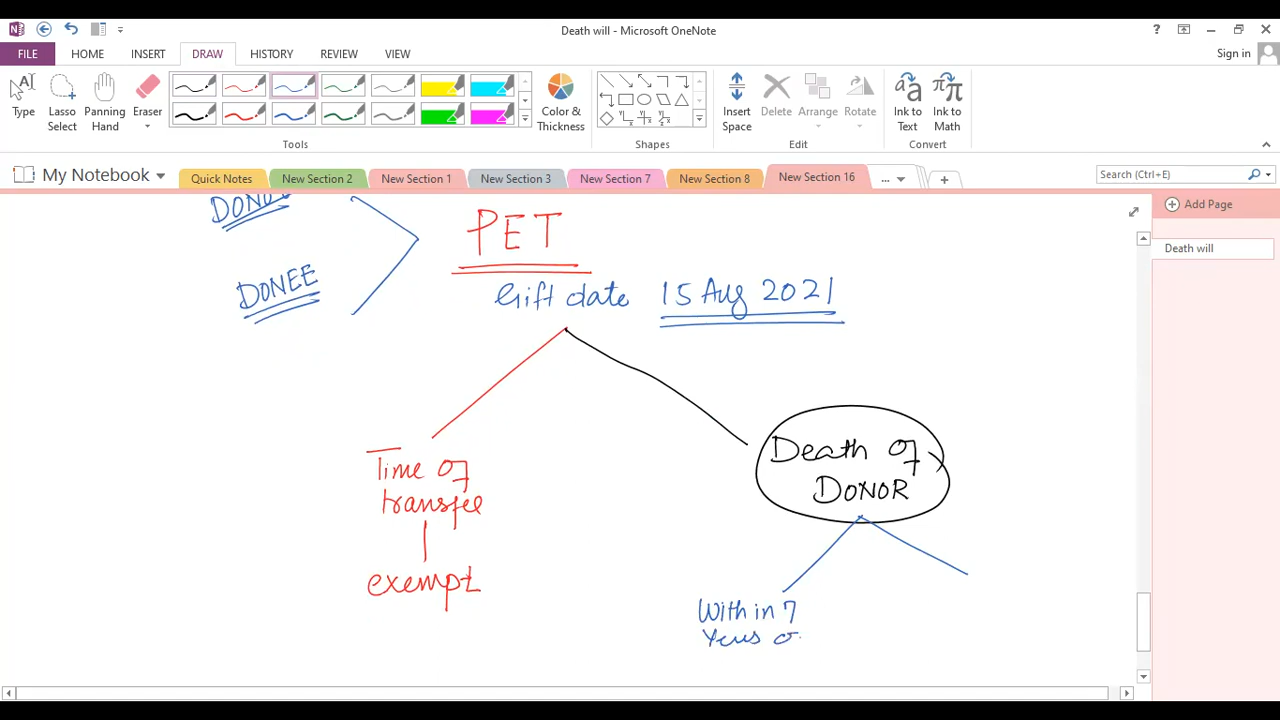 Death will - Microsoft OneNote
?
Sign in
FILE
HOME
INSERT
DRAW
HISTORY
REVIEW
VIEW
Type
Lasso
Select
Panning
Hand
Eraser
Color &
Thickness
Insert
Space
Delete
Arrange
Rotate
Ink to
Text
Ink to
Math
Tools
Shapes
Edit
Convert
My Notebook
Quick Notes
New Section 2
New Section 1
New Section 3
New Section 7
New Section 8
New Section 16
...
Search (Ctrl+E)
Add Page
Death will
DONOR
PET
DONEE
Gift date 15 Aug 2021
Time of
transfer
exempt
Death of
DONOR
With in 7
Years o